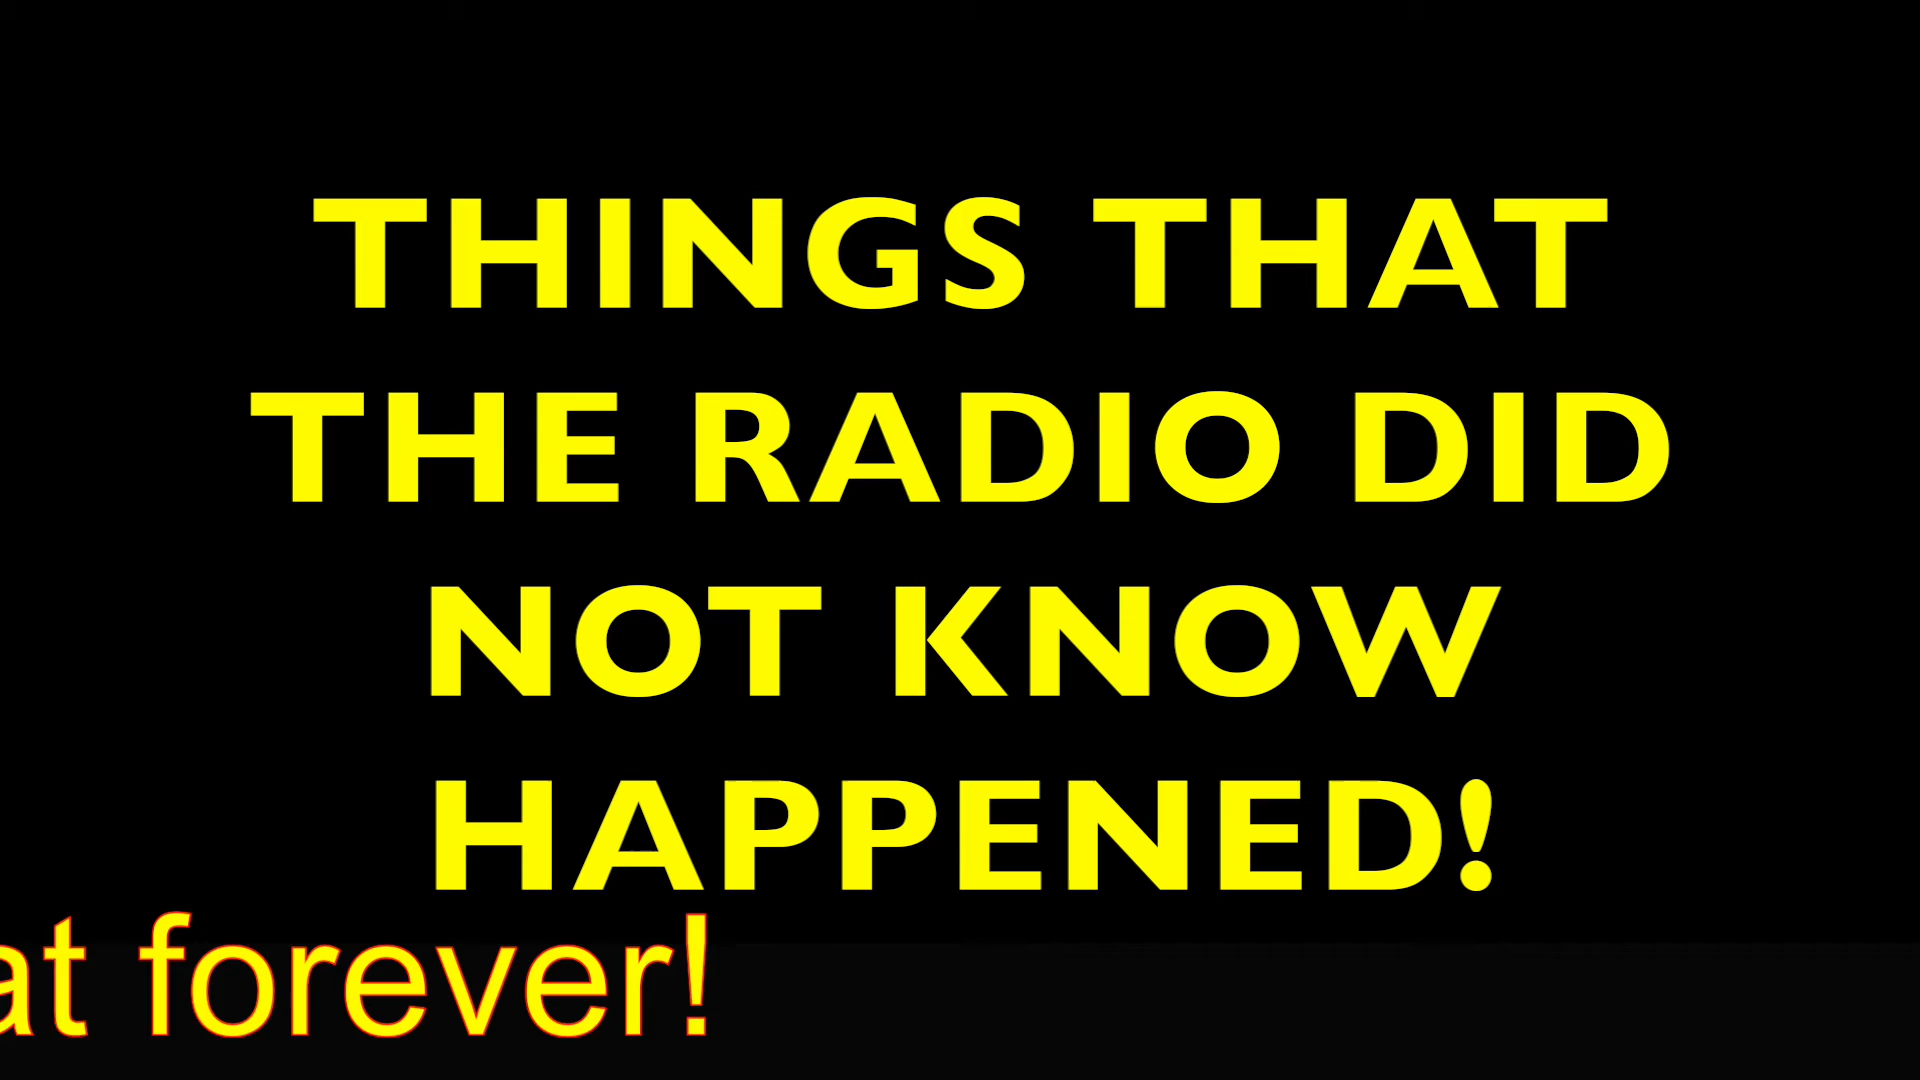 THINGS THAT
THE RADIO DID
NOT KNOW
HAPPENED!
at forever!